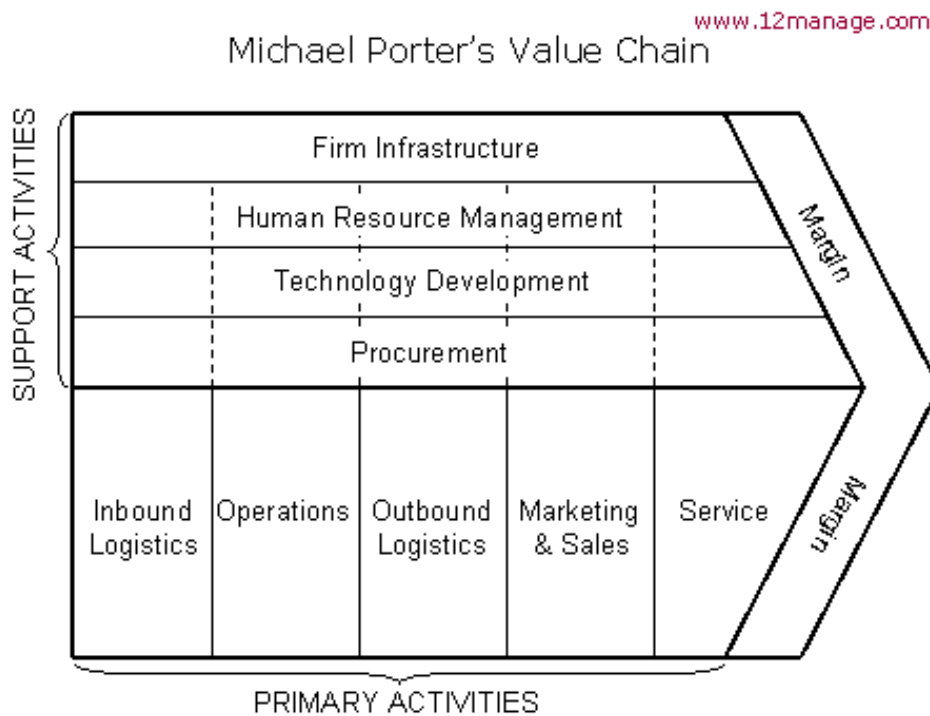 www.12manage.com
Michael Porter's Value Chain
SUPPORT ACTIVITIES
Firm Infrastructure
Human Resource Management
Technology Development
Procurement
Margin
Inbound
Logistics
Operations
Outbound
Logistics
Marketing
& Sales
Service
Margin
PRIMARY ACTIVITIES